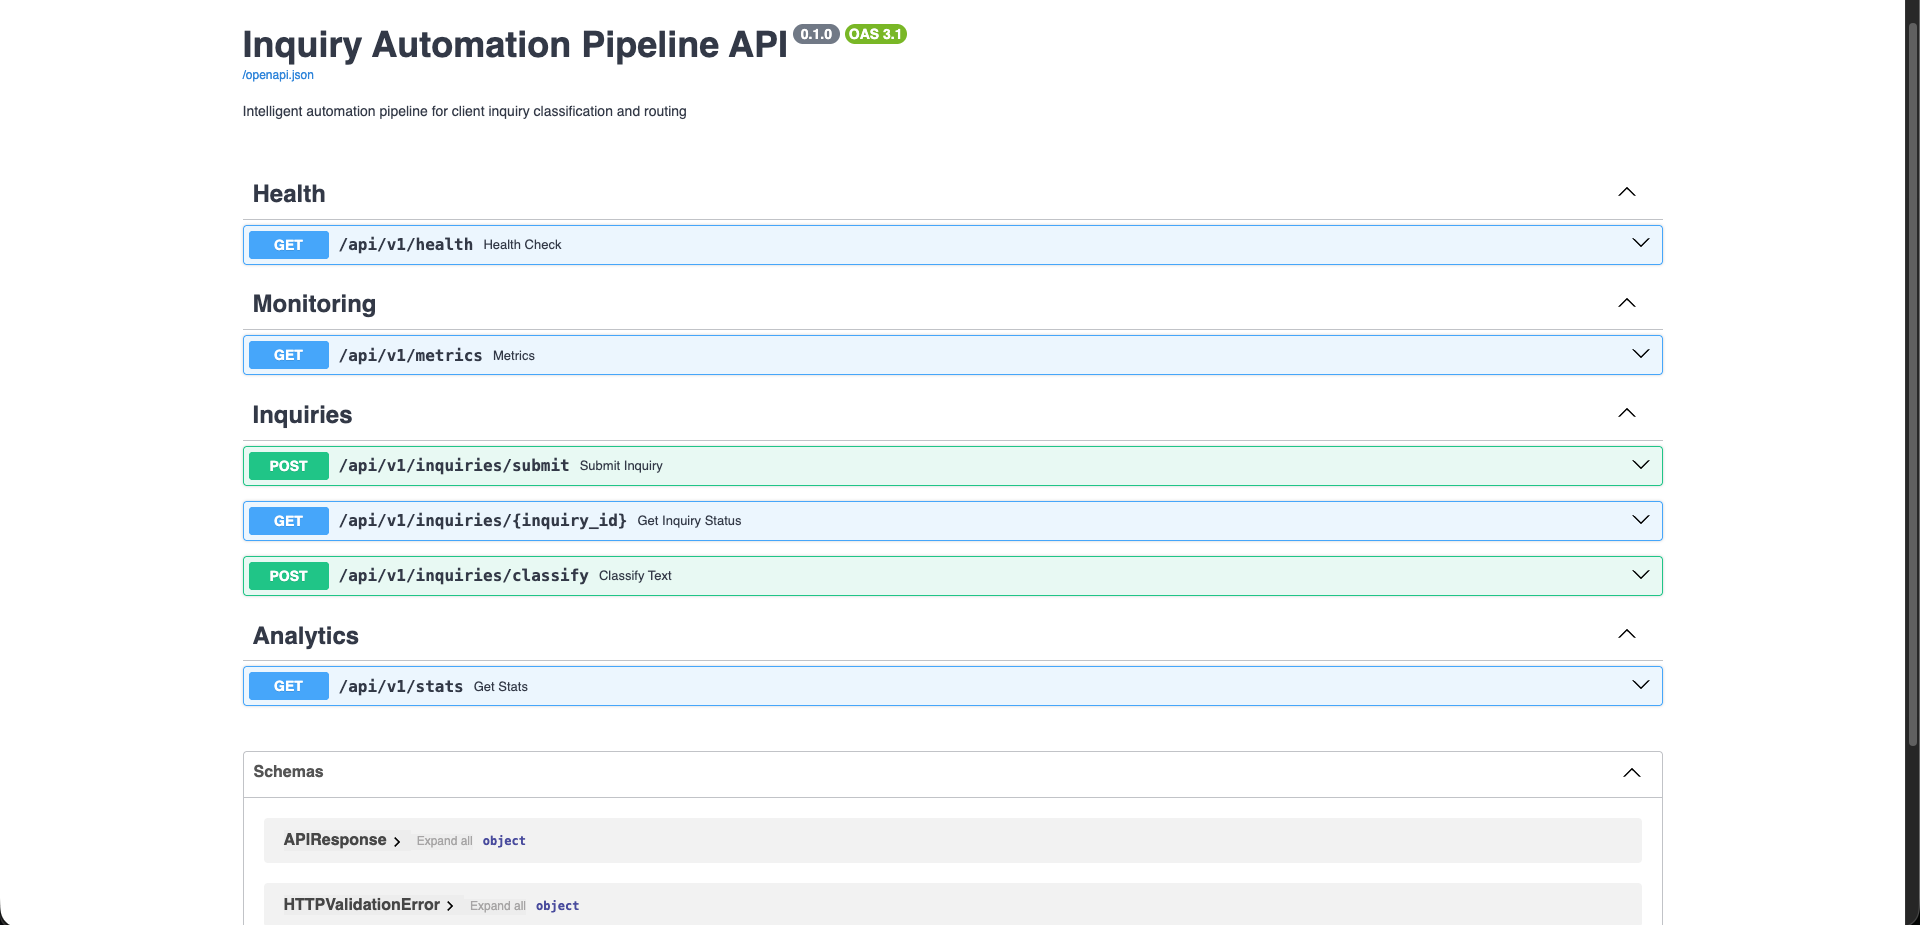 Inquiry Automation Pipeline API 0.1.0 OAS 3.1
/openapi.json
Intelligent automation pipeline for client inquiry classification and routing
Health
GET /api/v1/health Health Check
Monitoring
GET /api/v1/metrics Metrics
Inquiries
POST /api/v1/inquiries/submit Submit Inquiry
GET /api/v1/inquiries/{inquiry_id} Get Inquiry Status
POST /api/v1/inquiries/classify Classify Text
Analytics
GET /api/v1/stats Get Stats
Schemas
APIResponse Expand all object
HTTPValidationError Expand all object